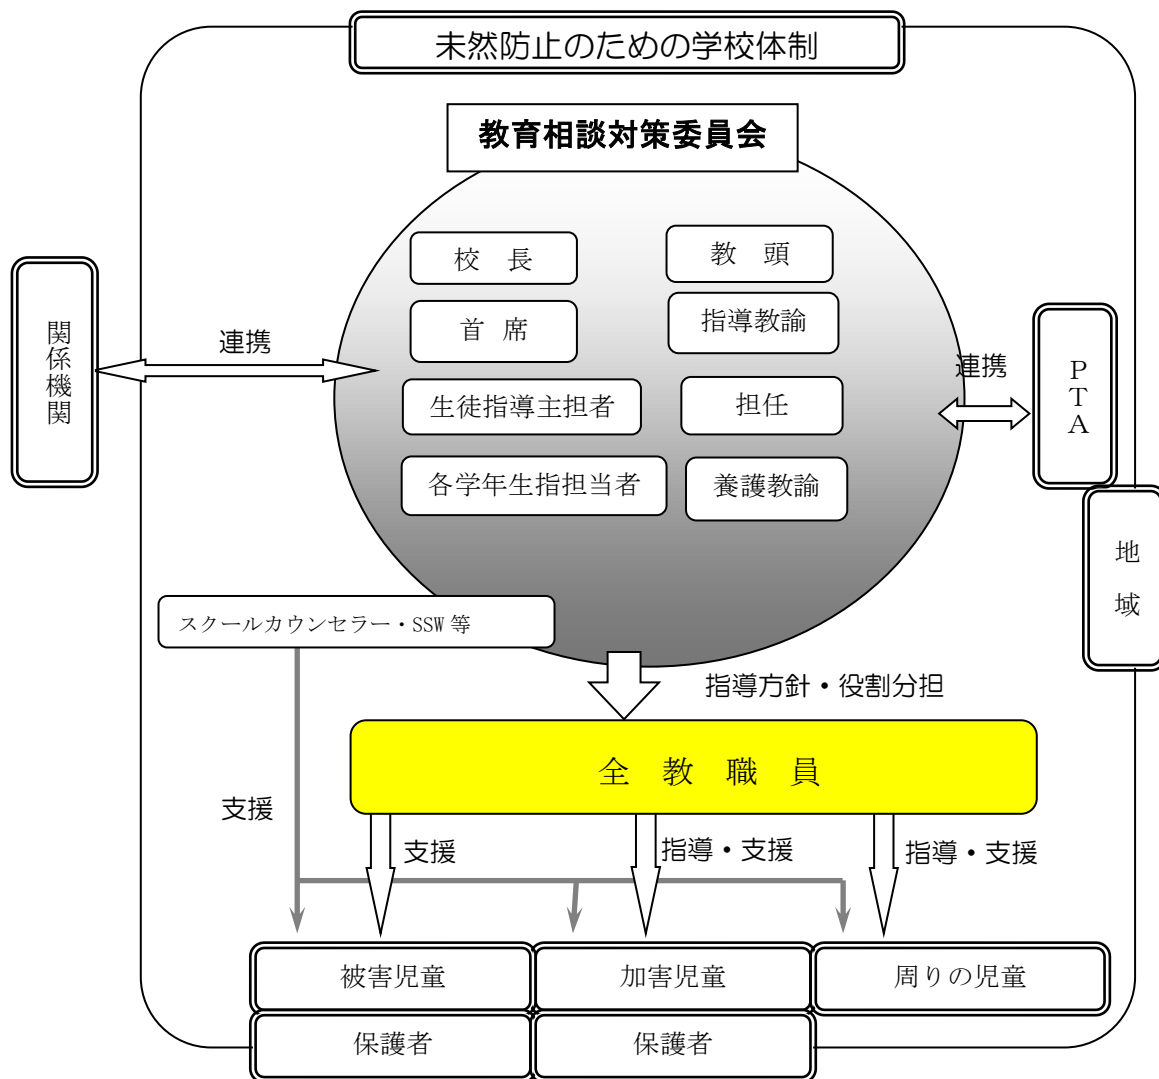 未然防止のための学校体制
教育相談対策委員会
校　長
教　頭
首 席
指導教諭
生徒指導主担者
担任
各学年生指担当者
養護教諭
関係機関
連携
連携
PTA
地域
スクールカウンセラー・SSW 等
指導方針・役割分担
全 教 職 員
支援
支援
指導・支援
指導・支援
被害児童
加害児童
周りの児童
保護者
保護者